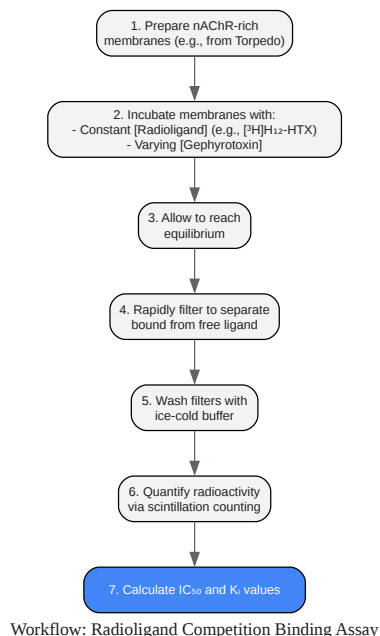 1. Prepare nAChR-rich
membranes (e.g., from Torpedo)
2. Incubate membranes with:
- Constant [Radioligand] (e.g., [³H]H₁₂-HTX)
- Varying [Gephyrotoxin]
3. Allow to reach
equilibrium
4. Rapidly filter to separate
bound from free ligand
5. Wash filters with
ice-cold buffer
6. Quantify radioactivity
via scintillation counting
7. Calculate IC₅₀ and Kᵢ values
Workflow: Radioligand Competition Binding Assay